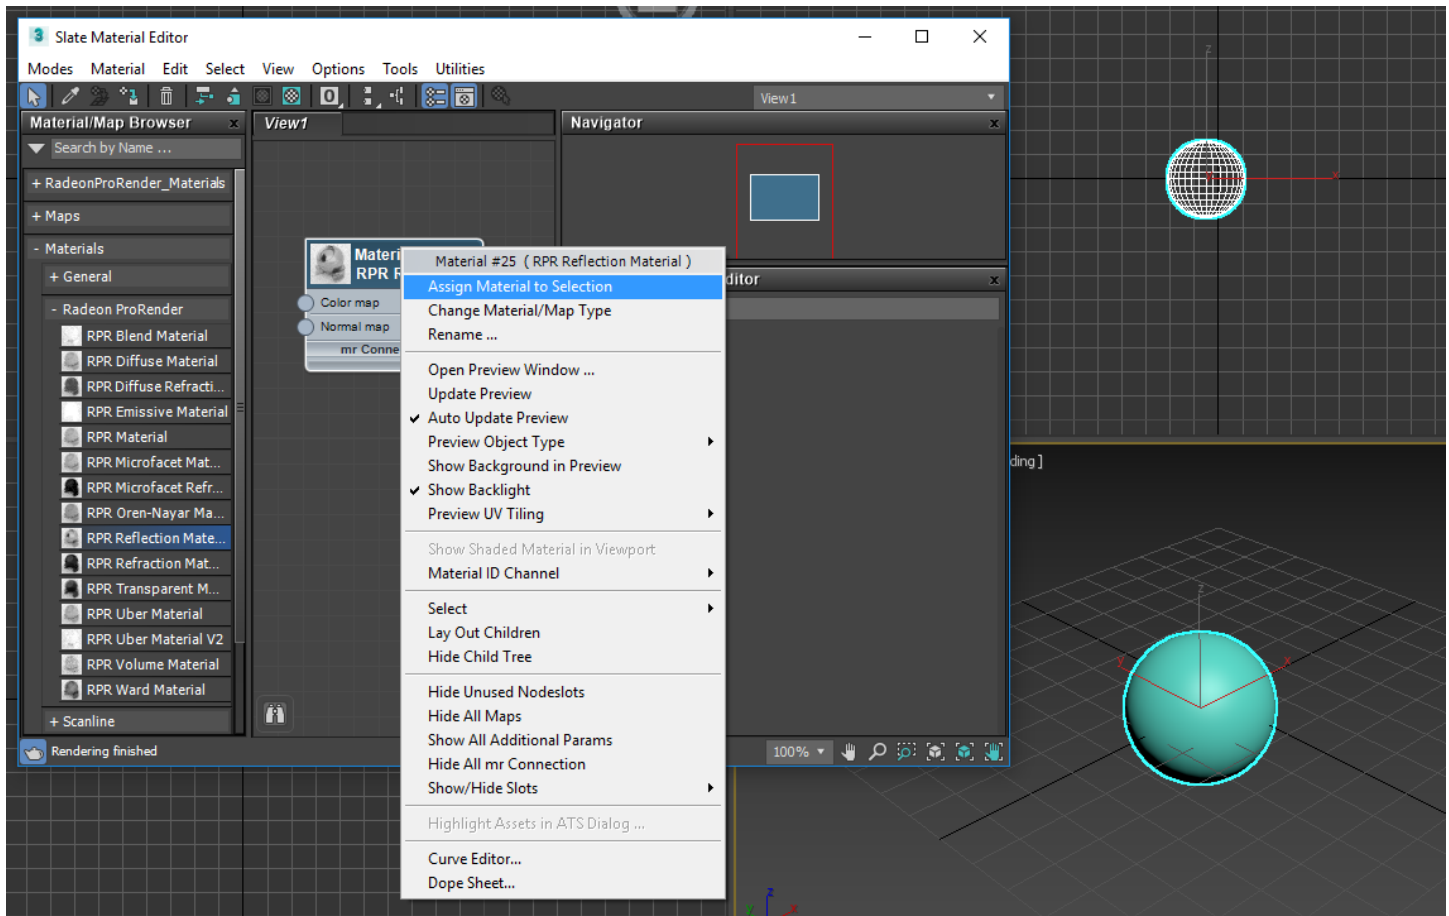 Slate Material Editor
Modes Material Edit Select View Options Tools Utilities
View1
Material/Map Browser x
View1
Navigator x
Search by Name ...
+ RadeonProRender_Materials
+ Maps
- Materials
+ General
- Radeon ProRender
RPR Blend Material
RPR Diffuse Material
RPR Diffuse Refracti...
RPR Emissive Material
RPR Material
RPR Microfacet Mat...
RPR Microfacet Refr...
RPR Oren-Nayar Ma...
RPR Reflection Mate...
RPR Refraction Mat...
RPR Transparent M...
RPR Uber Material
RPR Uber Material V2
RPR Volume Material
RPR Ward Material
+ Scanline
Rendering finished
Materi
RPR R
Color map
Normal map
mr Conne
Material #25 ( RPR Reflection Material )
Assign Material to Selection
Change Material/Map Type
Rename ...
Open Preview Window ...
Update Preview
Auto Update Preview
Preview Object Type
Show Background in Preview
Show Backlight
Preview UV Tiling
Show Shaded Material in Viewport
Material ID Channel
Select
Lay Out Children
Hide Child Tree
Hide Unused Nodeslots
Hide All Maps
Show All Additional Params
Hide All mr Connection
Show/Hide Slots
Highlight Assets in ATS Dialog ...
Curve Editor...
Dope Sheet...
ditor x
100%
z
x
ding ]
z
y
x
z
y
x